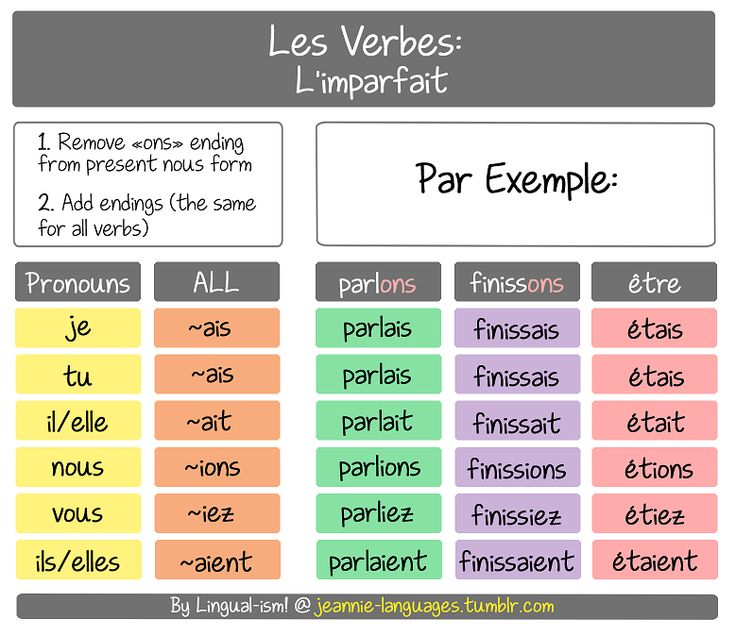 Les Verbes:
L'imparfait
1. Remove «ons» ending
from present nous form
2. Add endings (the same
for all verbs)
Par Exemple:
Pronouns ALL parlons finissons être
je ~ais parlais finissais étais
tu ~ais parlais finissais étais
il/elle ~ait parlait finissait était
nous ~ions parlions finissions étions
vous ~iez parliez finissiez étiez
ils/elles ~aient parlaient finissaient étaient
By Lingual-ism! @ jeannie-languages.tumblr.com